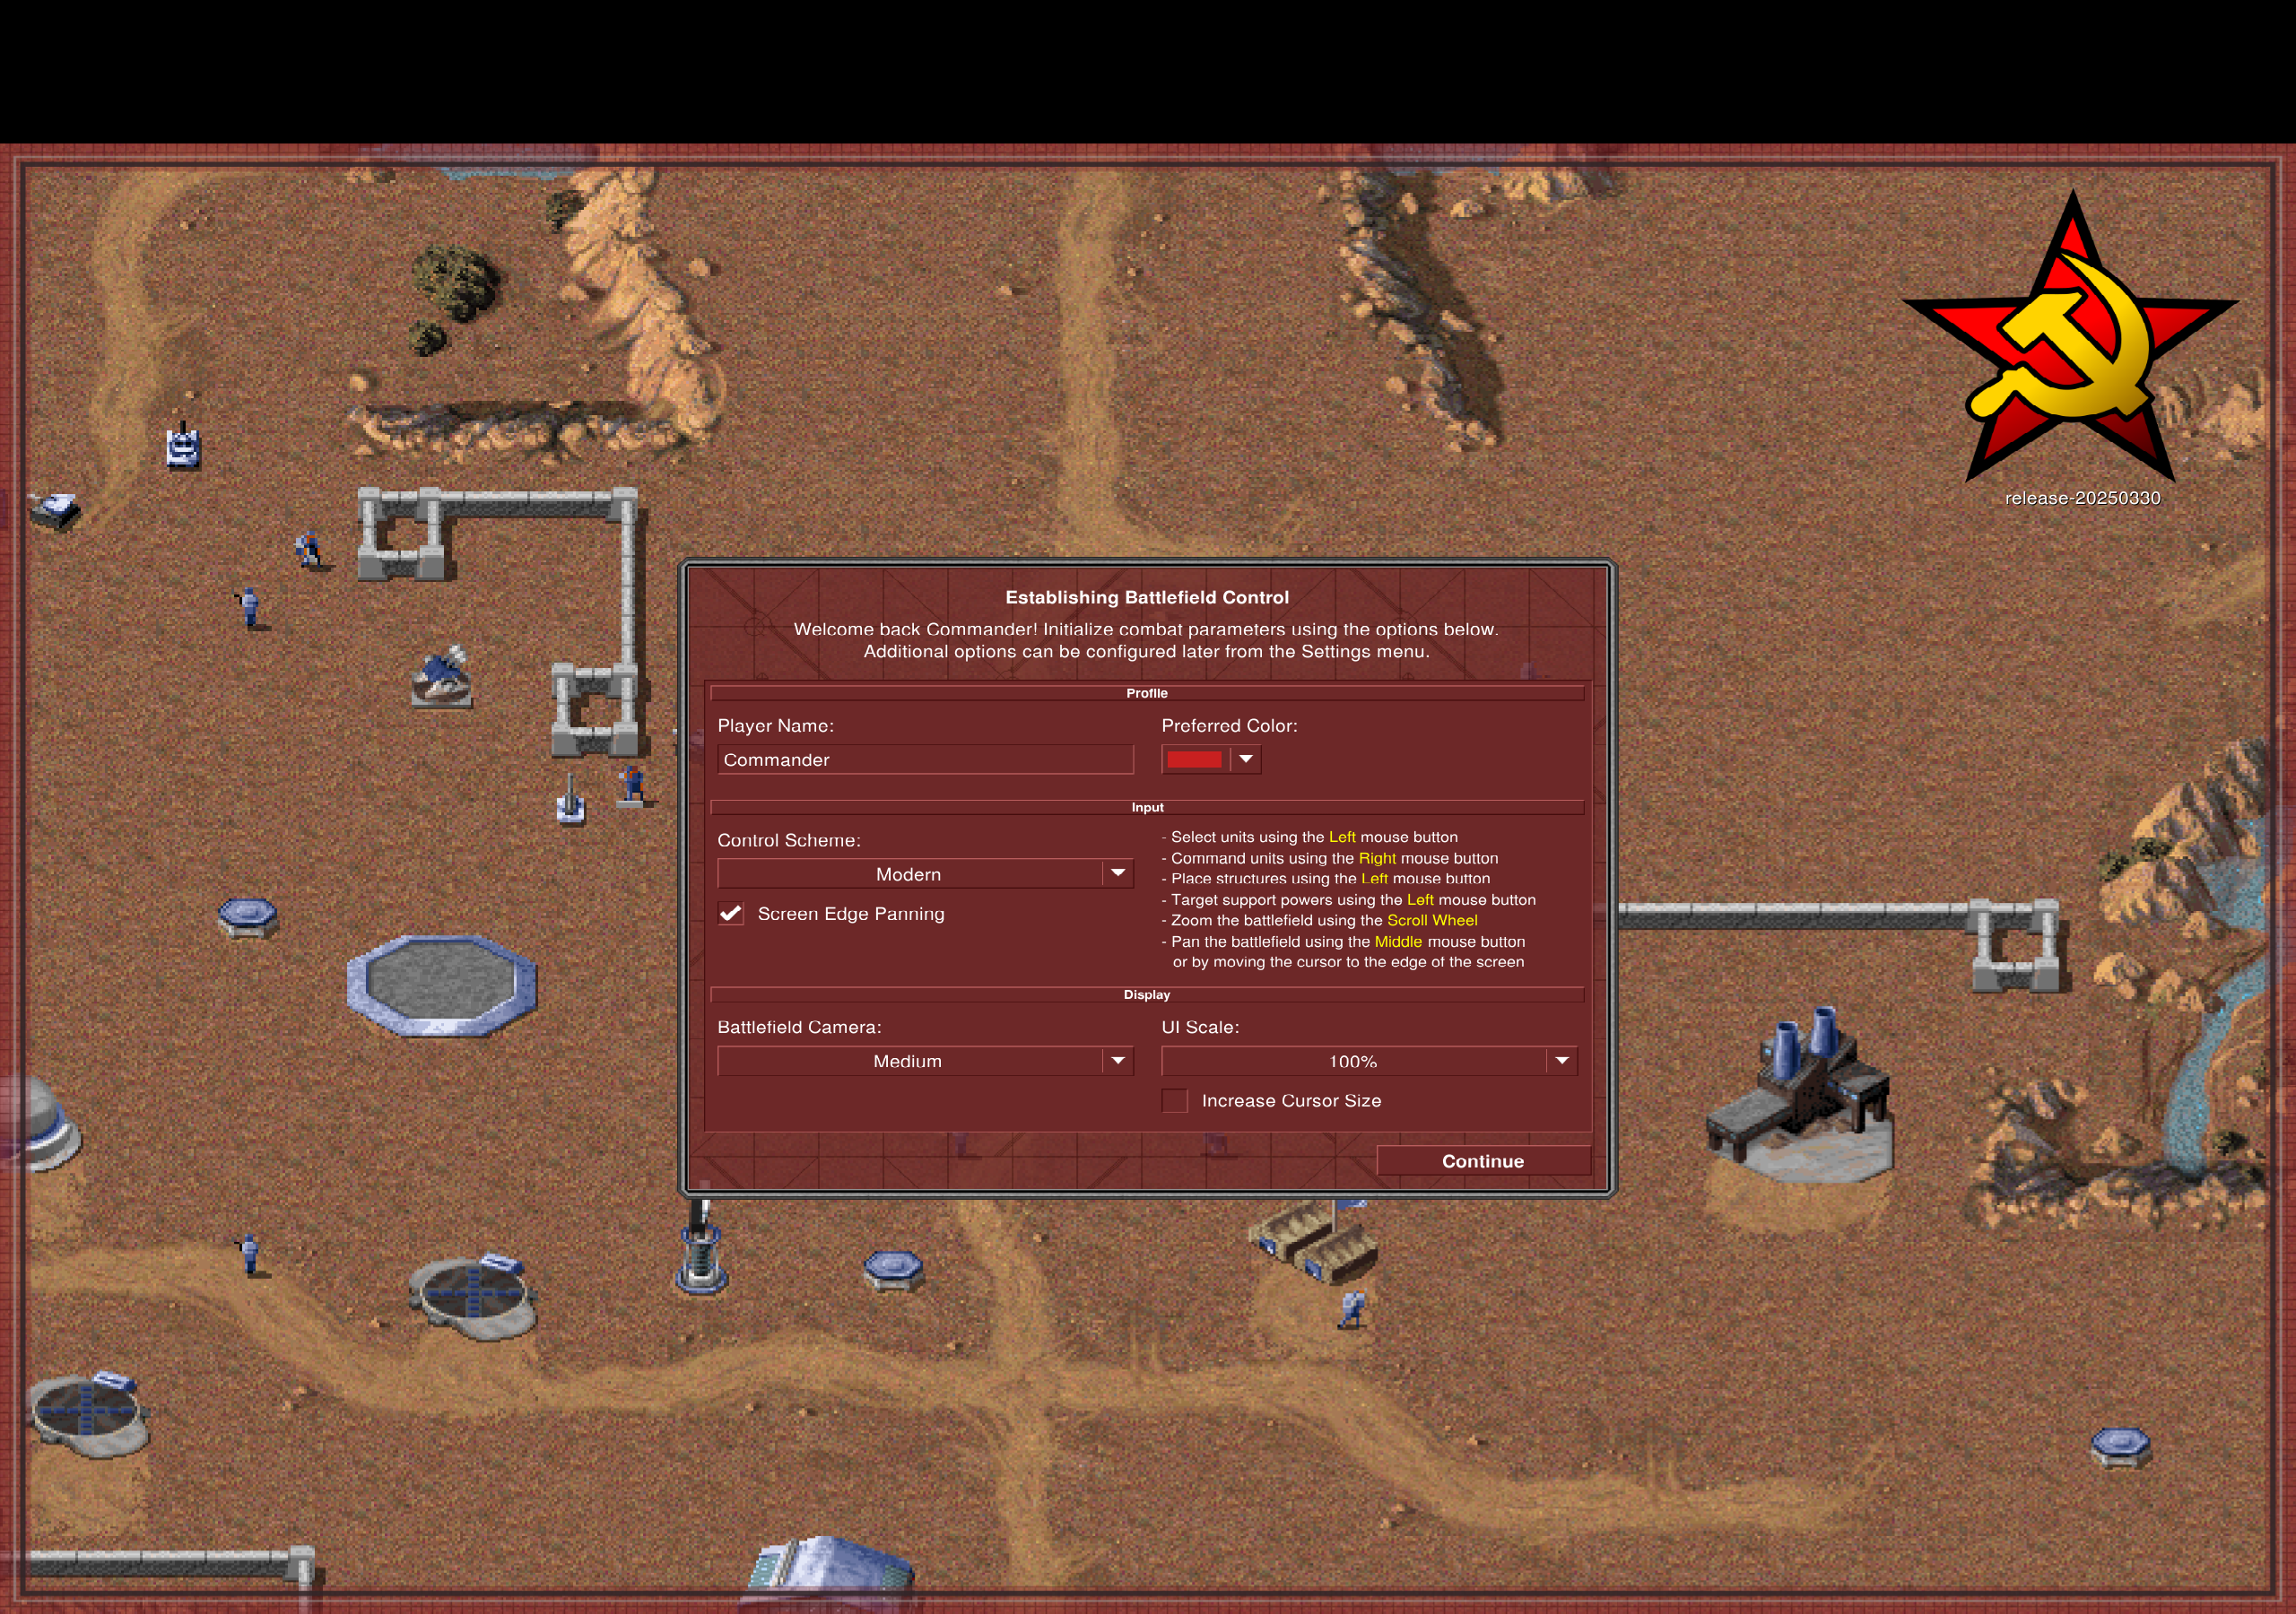 release-20250330
Establishing Battlefield Control
Welcome back Commander! Initialize combat parameters using the options below.
Additional options can be configured later from the Settings menu.
Profile
Player Name:
Preferred Color:
Commander
Input
Control Scheme:
Modern
Screen Edge Panning
- Select units using the Left mouse button
- Command units using the Right mouse button
- Place structures using the Left mouse button
- Target support powers using the Left mouse button
- Zoom the battlefield using the Scroll Wheel
- Pan the battlefield using the Middle mouse button
or by moving the cursor to the edge of the screen
Display
Battlefield Camera:
Medium
UI Scale:
100%
Increase Cursor Size
Continue